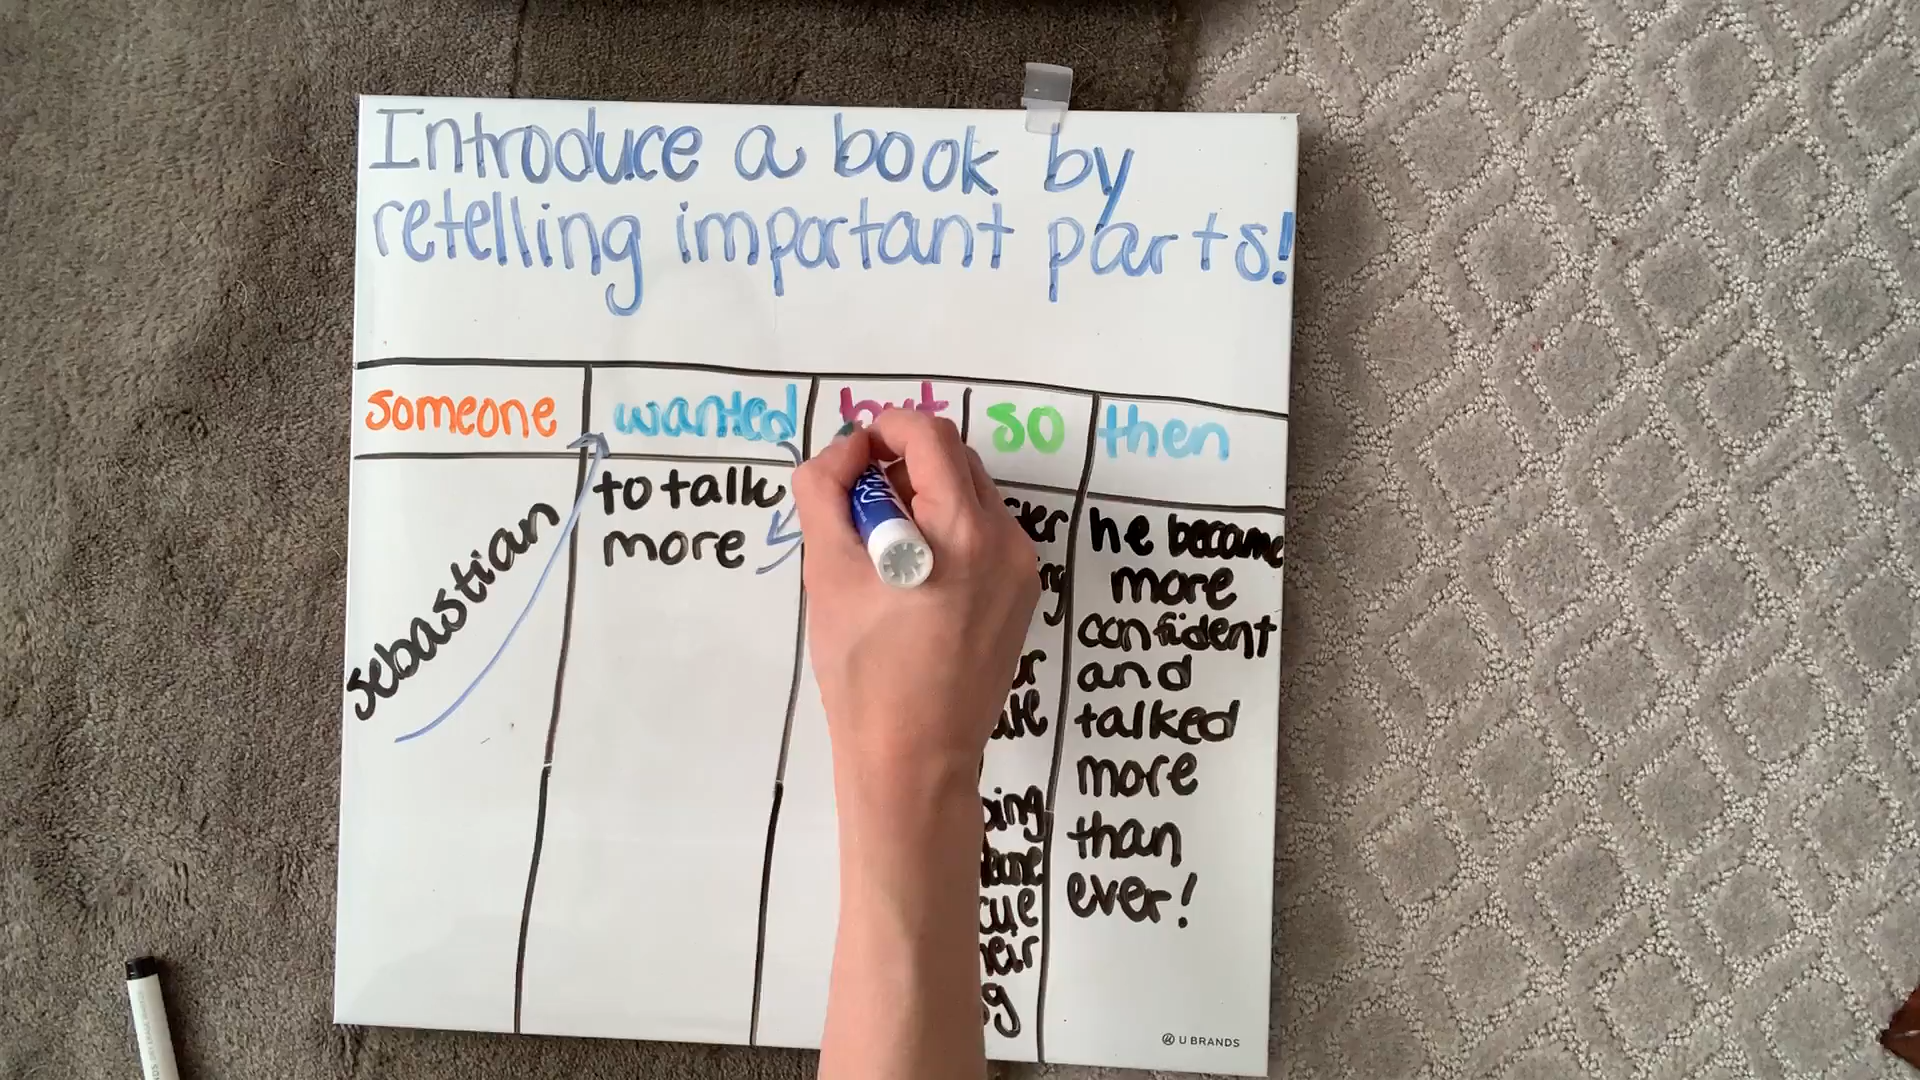 Introduce a book by
retelling important parts!
someone
wanted
but
so
then
Sebastian
to talk
more
he became
more
confident
and
talked
more
than
ever!
U BRANDS